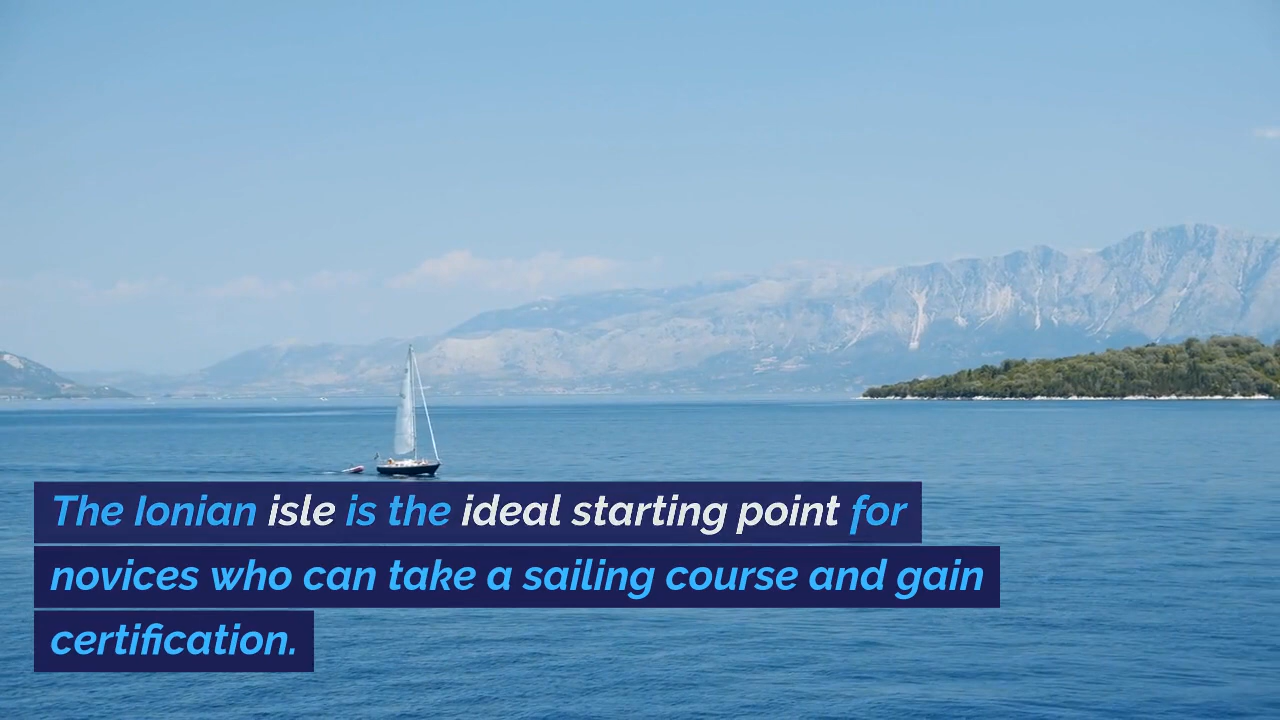 The Ionian isle is the ideal starting point for
novices who can take a sailing course and gain
certification.